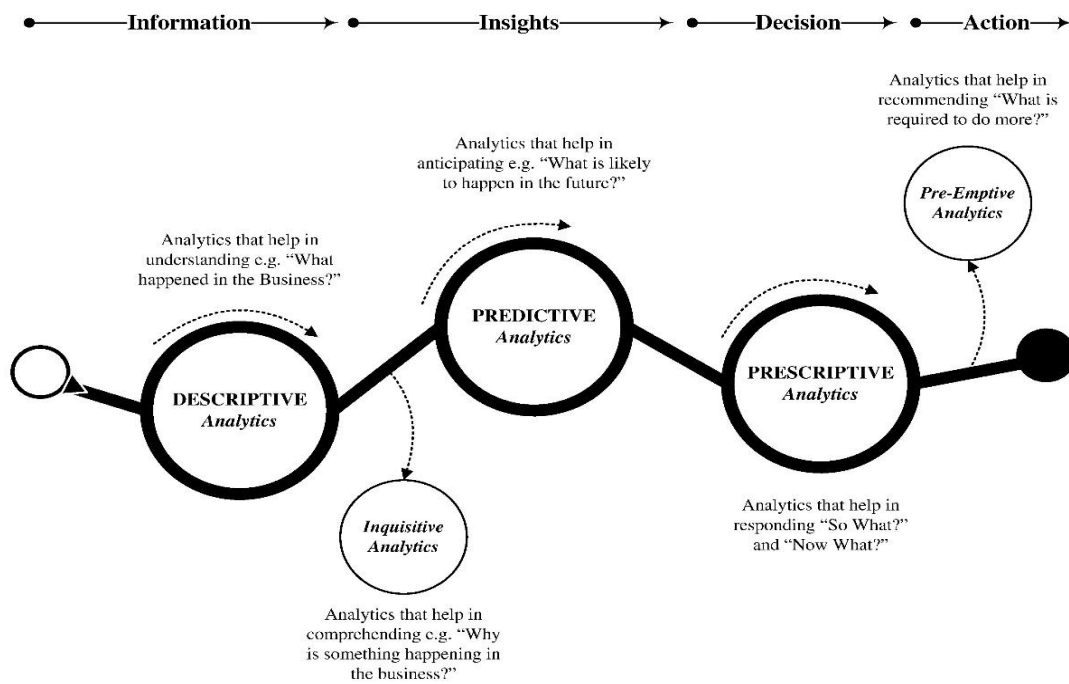 Information
Insights
Decision
Action
Analytics that help in
recommending “What is
required to do more?”
Analytics that help in
anticipating e.g. “What is likely
to happen in the future?”
Pre-Emptive
Analytics
Analytics that help in
understanding e.g. “What
happened in the Business?”
PREDICTIVE
Analytics
PRESCRIPTIVE
Analytics
DESCRIPTIVE
Analytics
Inquisitive
Analytics
Analytics that help in
responding “So What?”
and “Now What?”
Analytics that help in
comprehending e.g. “Why
is something happening in
the business?”